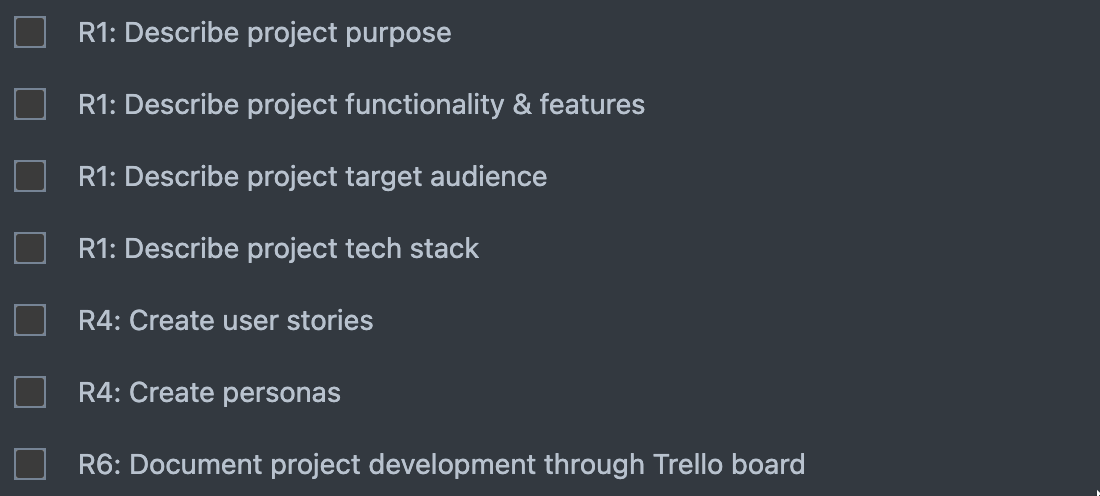 R1: Describe project purpose
R1: Describe project functionality & features
R1: Describe project target audience
R1: Describe project tech stack
R4: Create user stories
R4: Create personas
R6: Document project development through Trello board